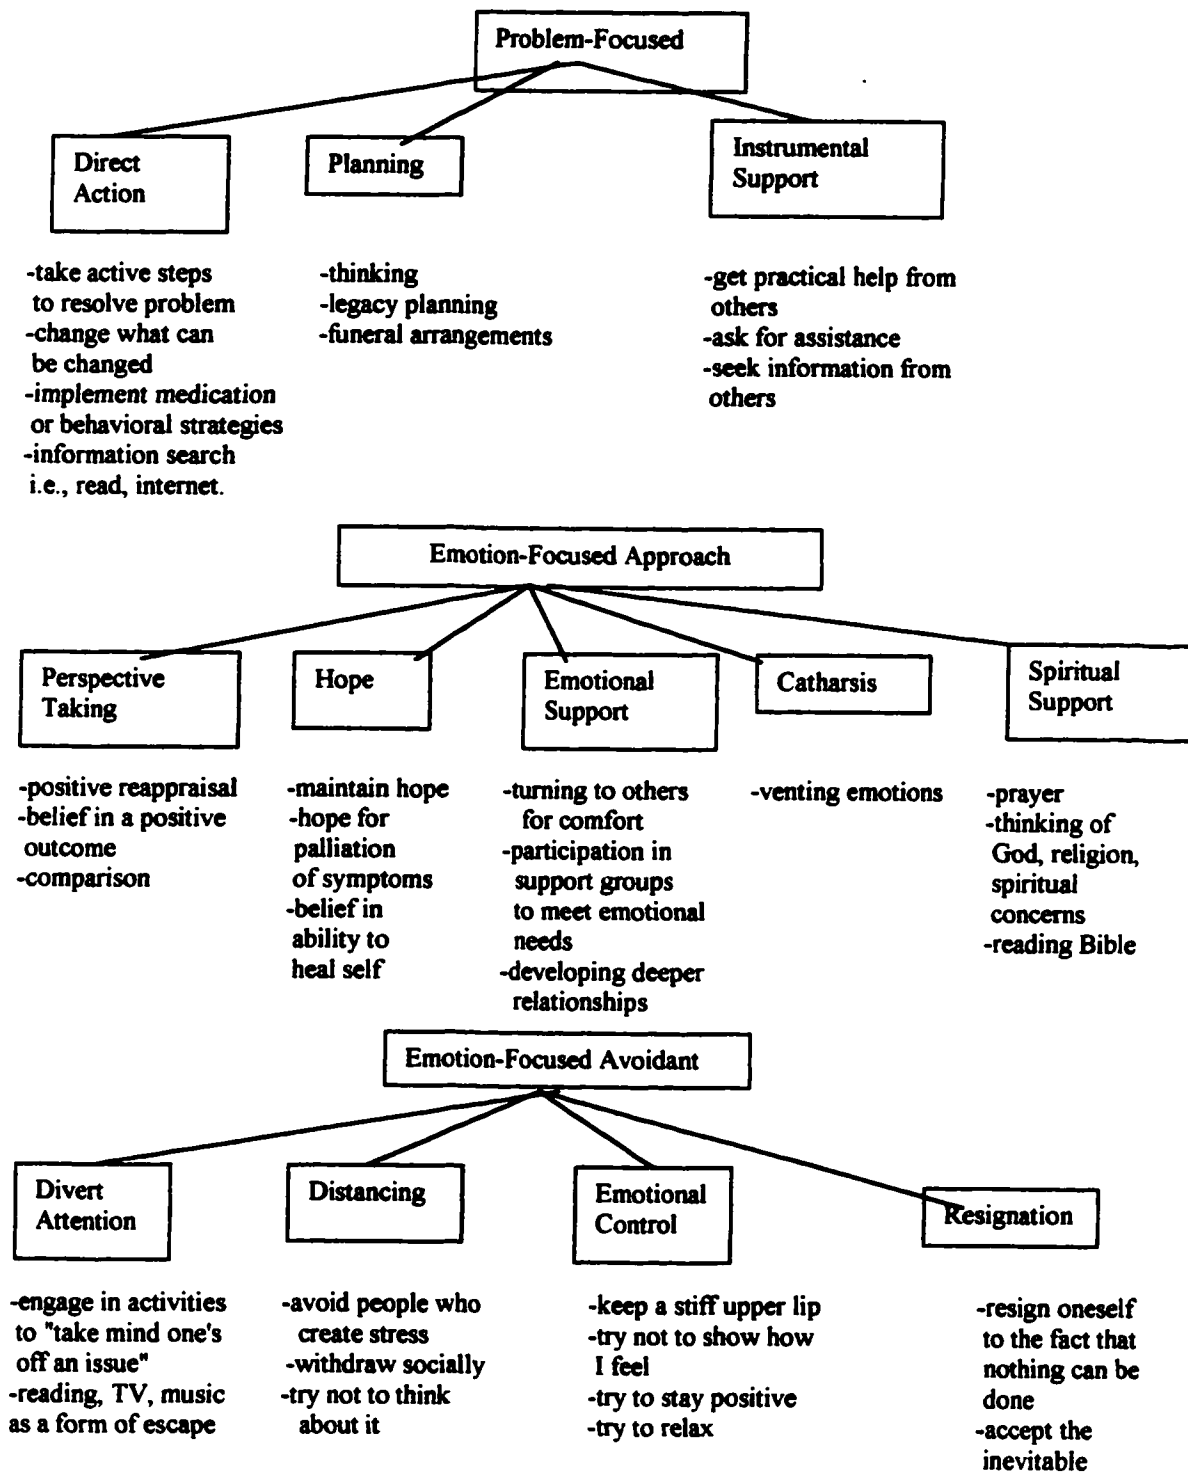 Problem-Focused
Direct
Action
Planning
Instrumental
Support
-take active steps
to resolve problem
-change what can
be changed
-implement medication
or behavioral strategies
-information search
i.e., read, internet.
-thinking
-legacy planning
-funeral arrangements
-get practical help from
others
-ask for assistance
-seek information from
others
Emotion-Focused Approach
Perspective
Taking
Hope
Emotional
Support
Catharsis
Spiritual
Support
-positive reappraisal
-belief in a positive
outcome
-comparison
-maintain hope
-hope for
palliation
of symptoms
-belief in
ability to
heal self
-turning to others
for comfort
-participation in
support groups
to meet emotional
needs
-developing deeper
relationships
-venting emotions
-prayer
-thinking of
God, religion,
spiritual
concerns
-reading Bible
Emotion-Focused Avoidant
Divert
Attention
Distancing
Emotional
Control
Resignation
-engage in activities
to "take mind one's
off an issue"
-reading, TV, music
as a form of escape
-avoid people who
create stress
-withdraw socially
-try not to think
about it
-keep a stiff upper lip
-try not to show how
I feel
-try to stay positive
-try to relax
-resign oneself
to the fact that
nothing can be
done
-accept the
inevitable